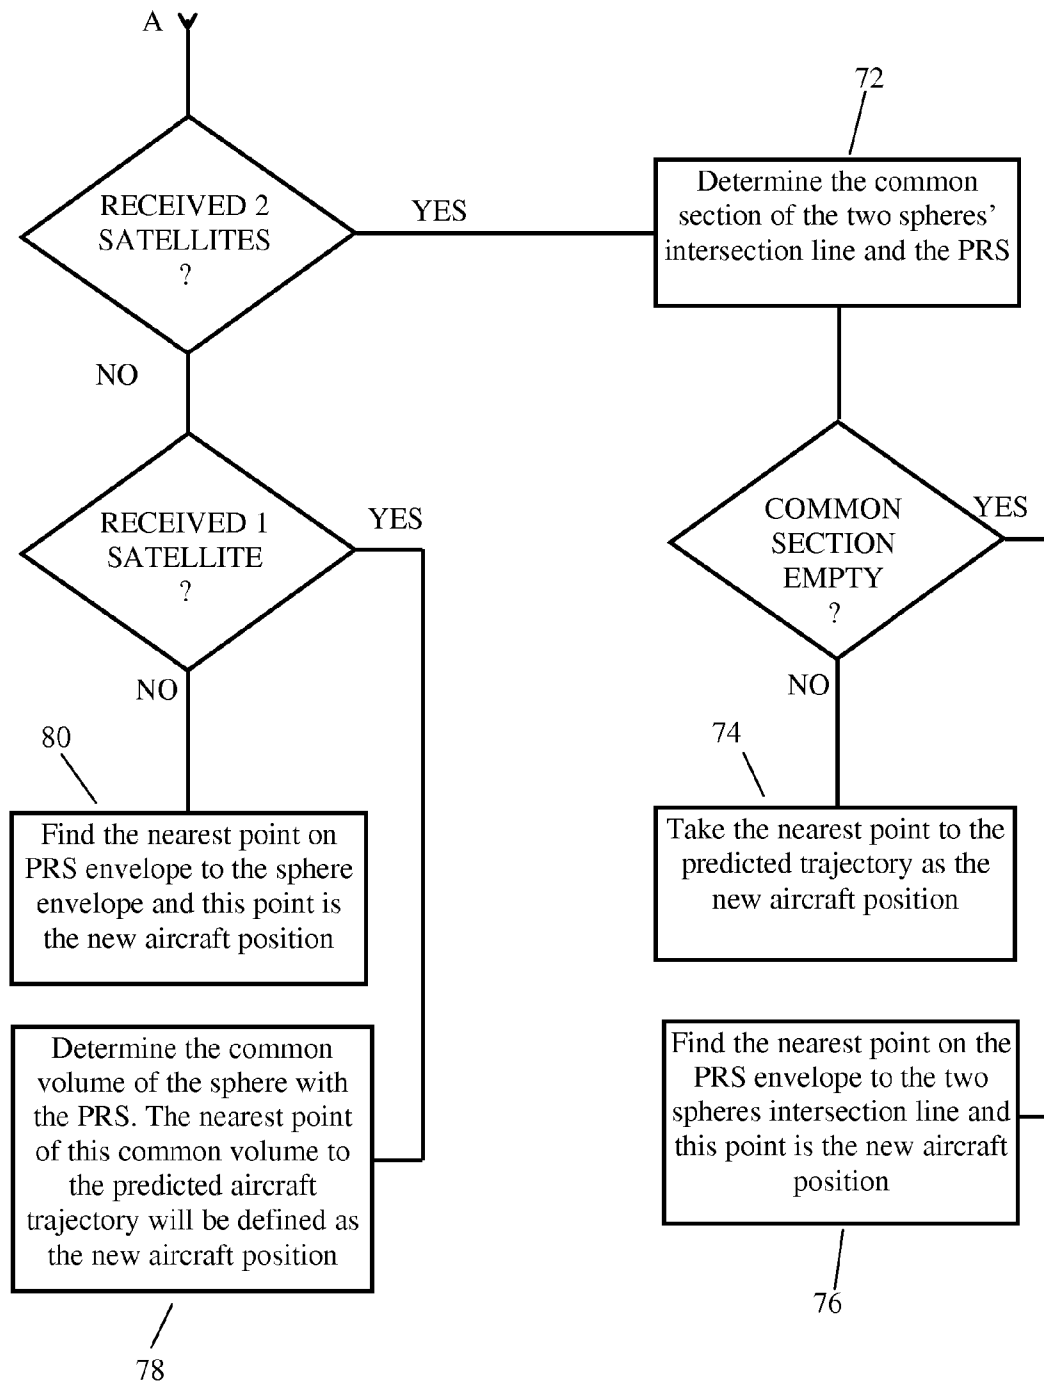 A
72
RECEIVED 2
SATELLITES
?
YES
Determine the common
section of the two spheres'
intersection line and the PRS
NO
RECEIVED 1
SATELLITE
?
YES
COMMON
SECTION
EMPTY
?
YES
NO
NO
80
74
Find the nearest point on
PRS envelope to the sphere
envelope and this point is
the new aircraft position
Take the nearest point to the
predicted trajectory as the
new aircraft position
Determine the common
volume of the sphere with
the PRS. The nearest point
of this common volume to
the predicted aircraft
trajectory will be defined as
the new aircraft position
Find the nearest point on the
PRS envelope to the two
spheres intersection line and
this point is the new aircraft
position
76
78